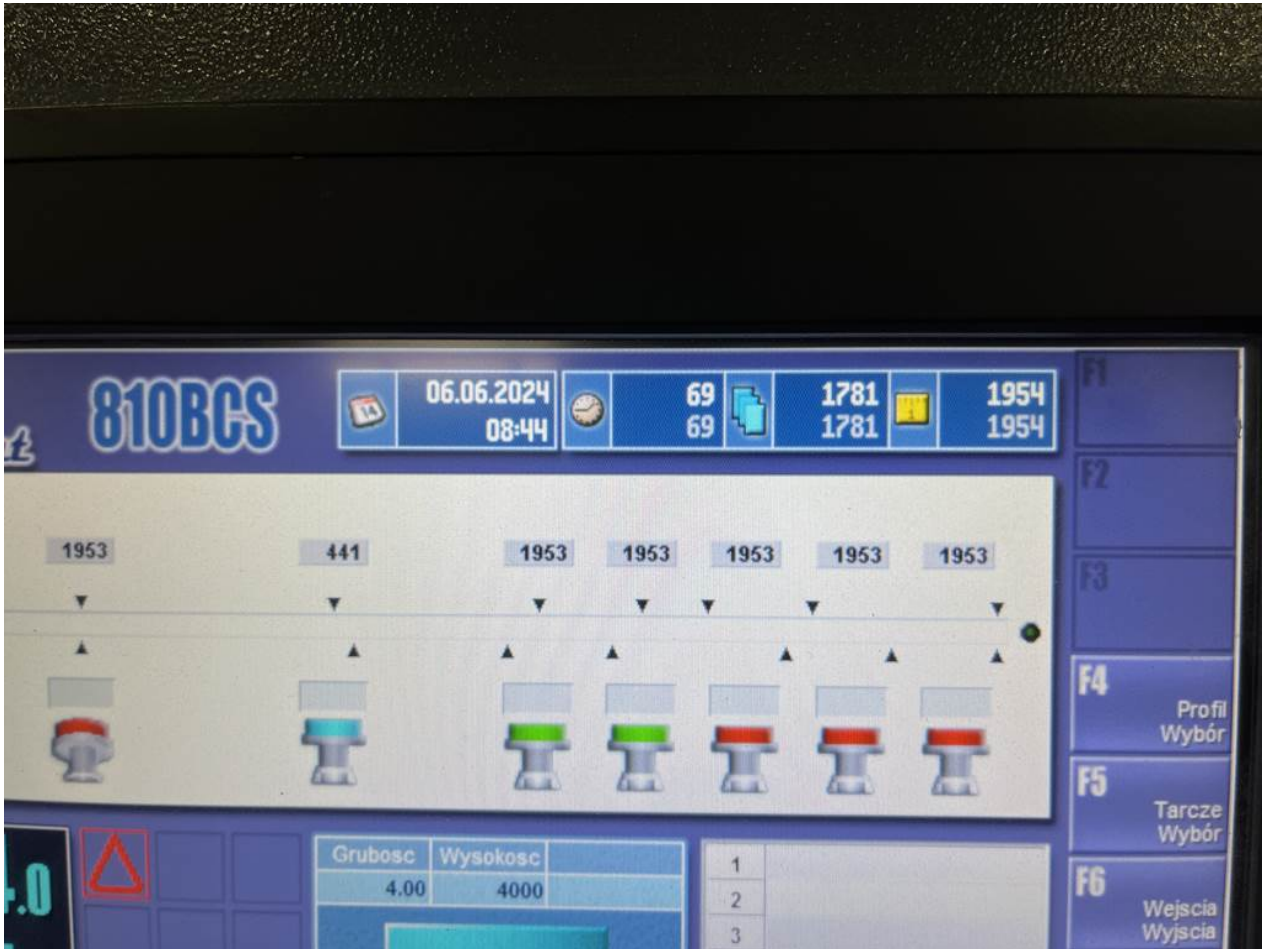 810BCS
14
06.06.2024
08:44
69
69
1781
1781
1954
1954
F1
F2
F3
1953 441 1953 1953 1953 1953 1953
F4
Profil
Wybór
F5
Tarcze
Wybór
F6
Wejscia
Wyjscia
Grubosc Wysokosc
4.00 4000
.0
1
2
3